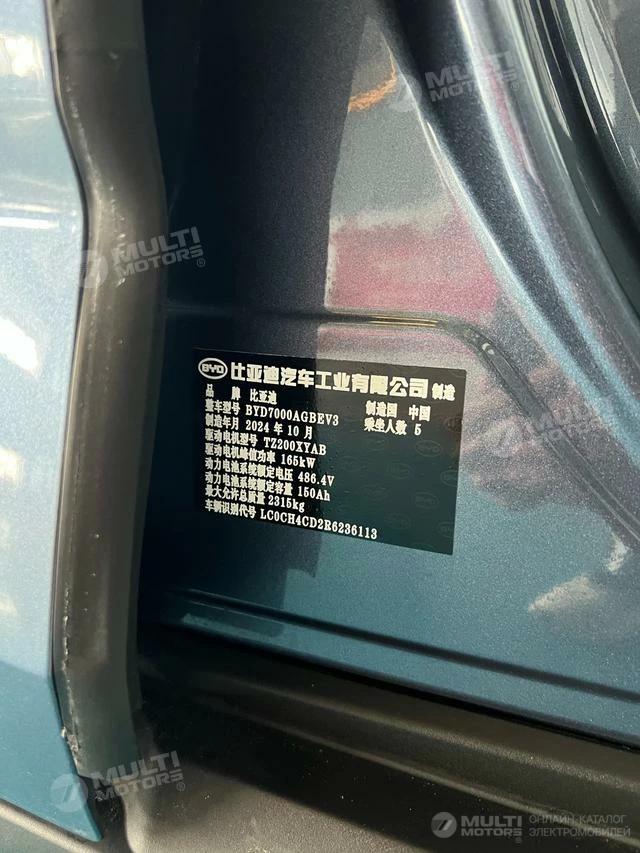 MULTI
MOTORS®
MULTI
MOTORS®
BYD 比亚迪汽车工业有限公司 制造
品 牌 比亚迪 制造国 中国
整车型号 BYD7000AGBEV3 乘坐人数 5
制造年月 2024 年 10 月
驱动电机型号 TZ200XYAB
驱动电机峰值功率 165kW
动力电池系统额定电压 486.4V
动力电池系统额定容量 150Ah
最大允许总质量 2315kg
车辆识别代号 LC0CH4CD2R6236113
MULTI
MOTORS®
MULTI
MOTORS®
ОНЛАЙН-КАТАЛОГ
ЭЛЕКТРОМОБИЛЕЙ